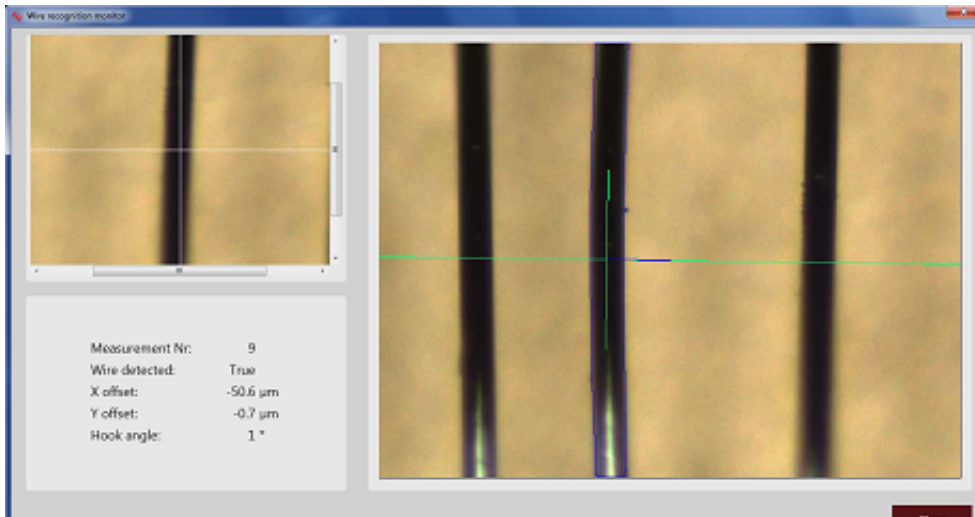 Wire recognition monitor
Measurement Nr: 9
Wire detected: True
X offset: -50.6 µm
Y offset: -0.7 µm
Hook angle: 1 °